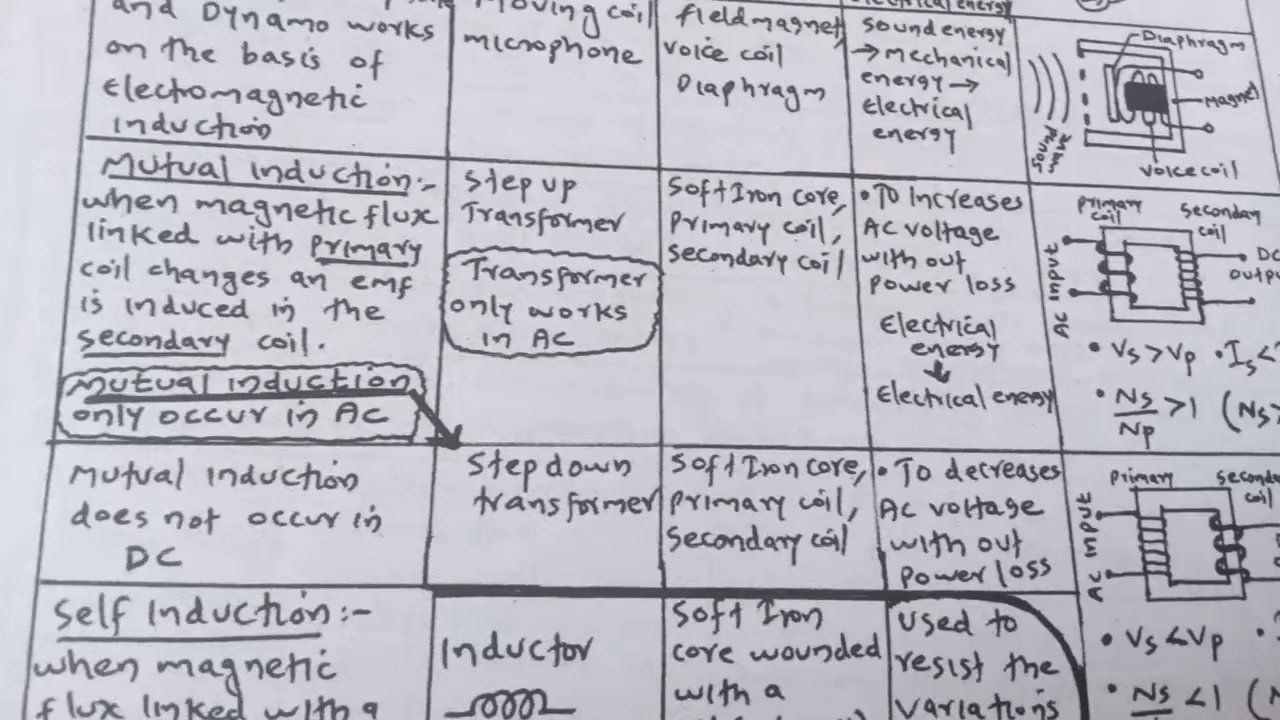 and Dynamo works
on the basis of
Electromagnetic
Induction
Moving coil
microphone
field magnet,
voice coil
Diaphragm
Electrical energy
sound energy
→ mechanical
energy →
Electrical
energy
Diaphragm
Magnet
voice coil
sound
wave
Mutual Induction:-
when magnetic flux
linked with primary
coil changes an emf
is induced in the
secondary coil.
Mutual induction
only occur in AC
Step up
Transformer
Transformer
only works
in AC
Soft Iron core,
Primary coil,
secondary coil
• To Increases
AC voltage
with out
power loss
Electrical
energy
↓
Electrical energy
primary
coil
secondary
coil
AC input
DC
output
• Vs > Vp • Is <
• Ns/Np > 1 (Ns >
Mutual Induction
does not occur in
DC
Step down
transformer
Soft Iron core,
primary coil,
Secondary coil
• To decreases
AC voltage
with out
power loss
primary
coil
AC input
• Vs < Vp •
• Ns < 1 (N
Self Induction:-
when magnetic
flux linked with a
Inductor
Soft Iron
core wounded
with a
used to
resist the
variations